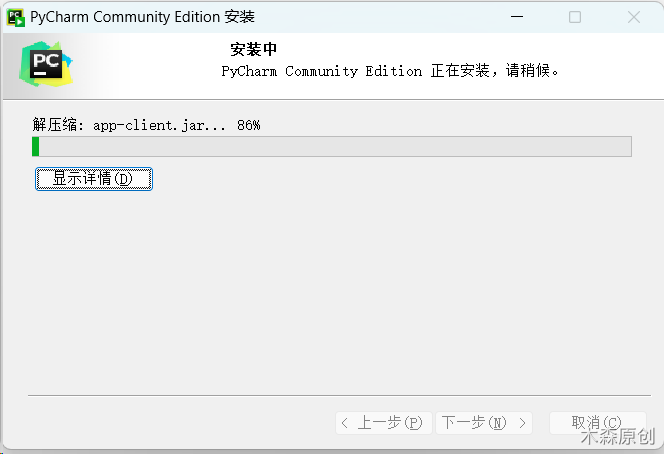 PyCharm Community Edition 安装
PC
安装中
PyCharm Community Edition 正在安装，请稍候。
解压缩: app-client.jar... 86%
显示详情(D)
< 上一步(P)
下一步(N) >
取消(C)
木森原创